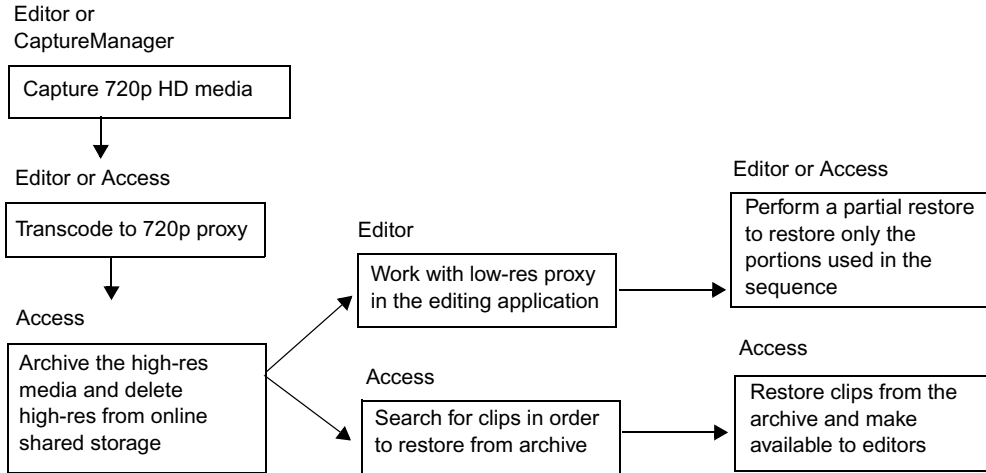 Editor or
CaptureManager
Capture 720p HD media
Editor or Access
Transcode to 720p proxy
Access
Archive the high-res
media and delete
high-res from online
shared storage
Editor
Work with low-res proxy
in the editing application
Access
Search for clips in order
to restore from archive
Editor or Access
Perform a partial restore
to restore only the
portions used in the
sequence
Access
Restore clips from the
archive and make
available to editors